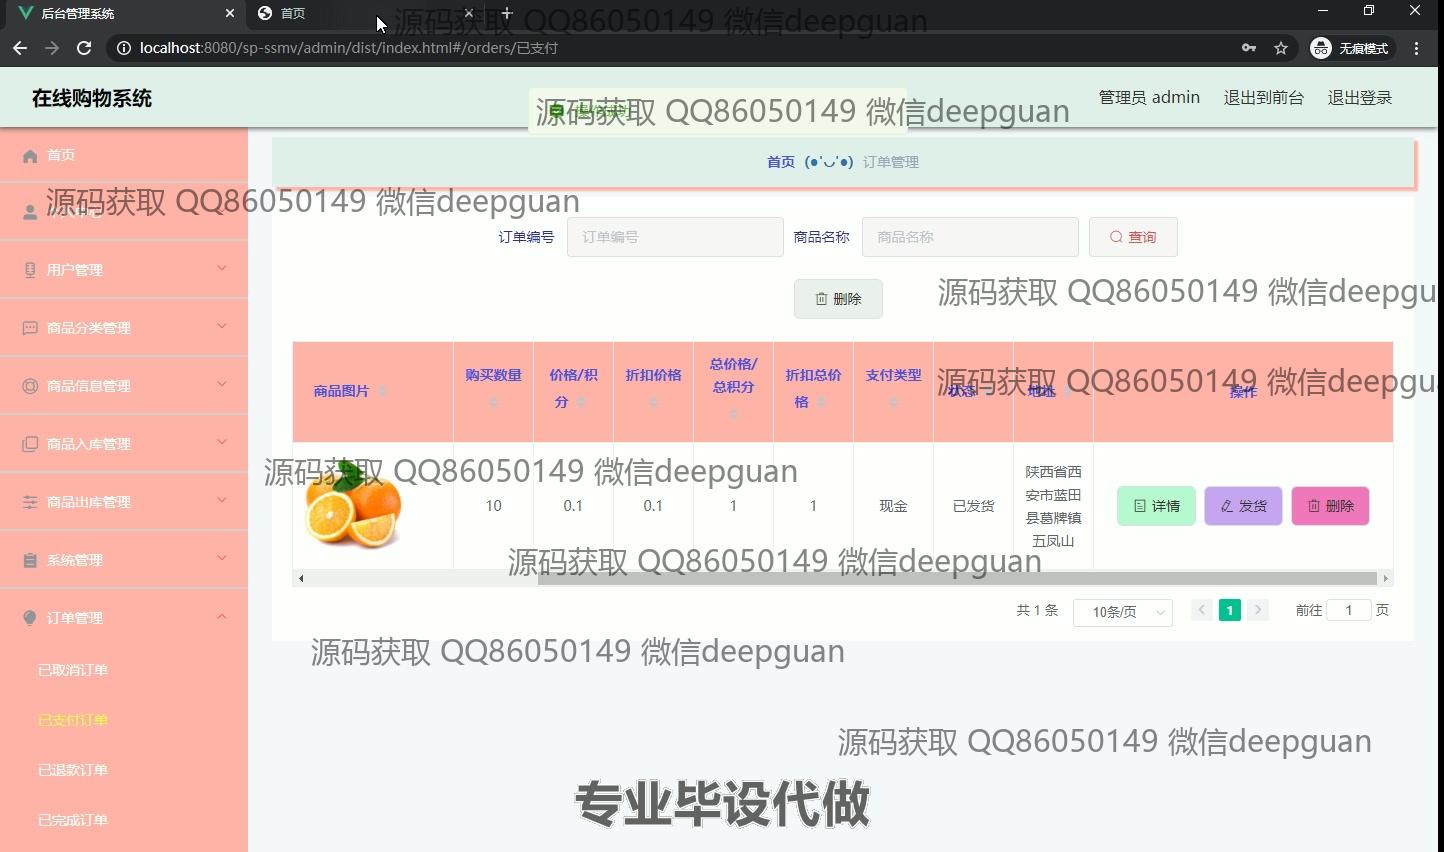 后台管理系统
首页
源码获取 QQ86050149 微信deepguan
localhost:8080/sp-ssmv/admin/dist/index.html#/orders/已支付
无痕模式
在线购物系统
源码获取 QQ86050149 微信deepguan
管理员 admin
退出到前台
退出登录
首页
首页 (●'◡'●) 订单管理
源码获取 QQ86050149 微信deepguan
订单编号
订单编号
商品名称
商品名称
查询
用户管理
删除
源码获取 QQ86050149 微信deepgu
商品分类管理
商品图片
购买数量
价格/积分
折扣价格
总价格/总积分
折扣总价格
支付类型
状态
地址
操作
源码获取 QQ86050149 微信deepgua
商品信息管理
商品入库管理
源码获取 QQ86050149 微信deepguan
10
0.1
0.1
1
1
现金
已发货
陕西省西
安市蓝田
县葛牌镇
五凤山
详情
发货
删除
商品出库管理
系统管理
源码获取 QQ86050149 微信deepguan
共 1 条
10条/页
1
前往 1 页
订单管理
源码获取 QQ86050149 微信deepguan
已取消订单
已支付订单
源码获取 QQ86050149 微信deepguan
已退款订单
专业毕设代做
已完成订单